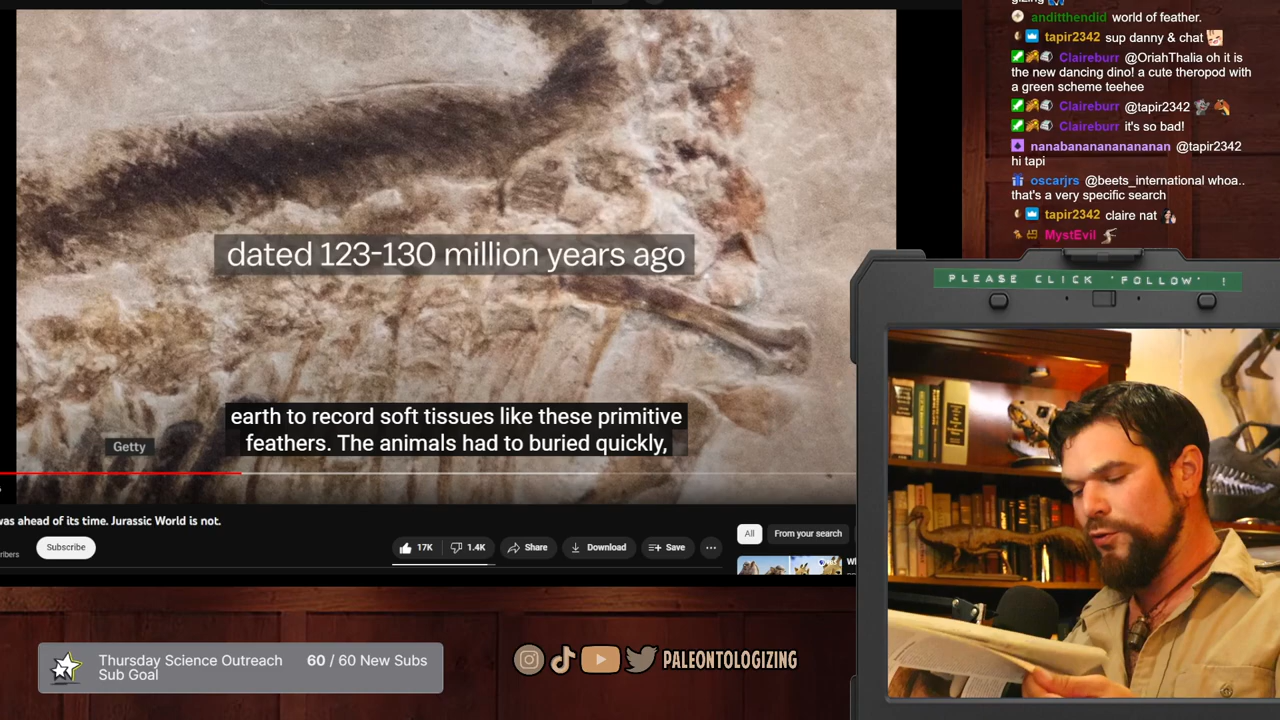 dated 123-130 million years ago
earth to record soft tissues like these primitive
feathers. The animals had to buried quickly,
Getty
was ahead of its time. Jurassic World is not.
ribers
Subscribe
17K
1.4K
Share
Download
Save
All
From your search
Thursday Science Outreach
Sub Goal
60 / 60 New Subs
PALEONTOLOGIZING
anditthendid world of feather.
tapir2342 sup danny & chat
Claireburr @OriahThalia oh it is
the new dancing dino! a cute theropod with
a green scheme teehee
Claireburr @tapir2342
Claireburr it's so bad!
nanabanananananananan @tapir2342
hi tapi
oscarjrs @beets_international whoa..
that's a very specific search
tapir2342 claire nat
MystEvil
PLEASE CLICK 'FOLLOW' !